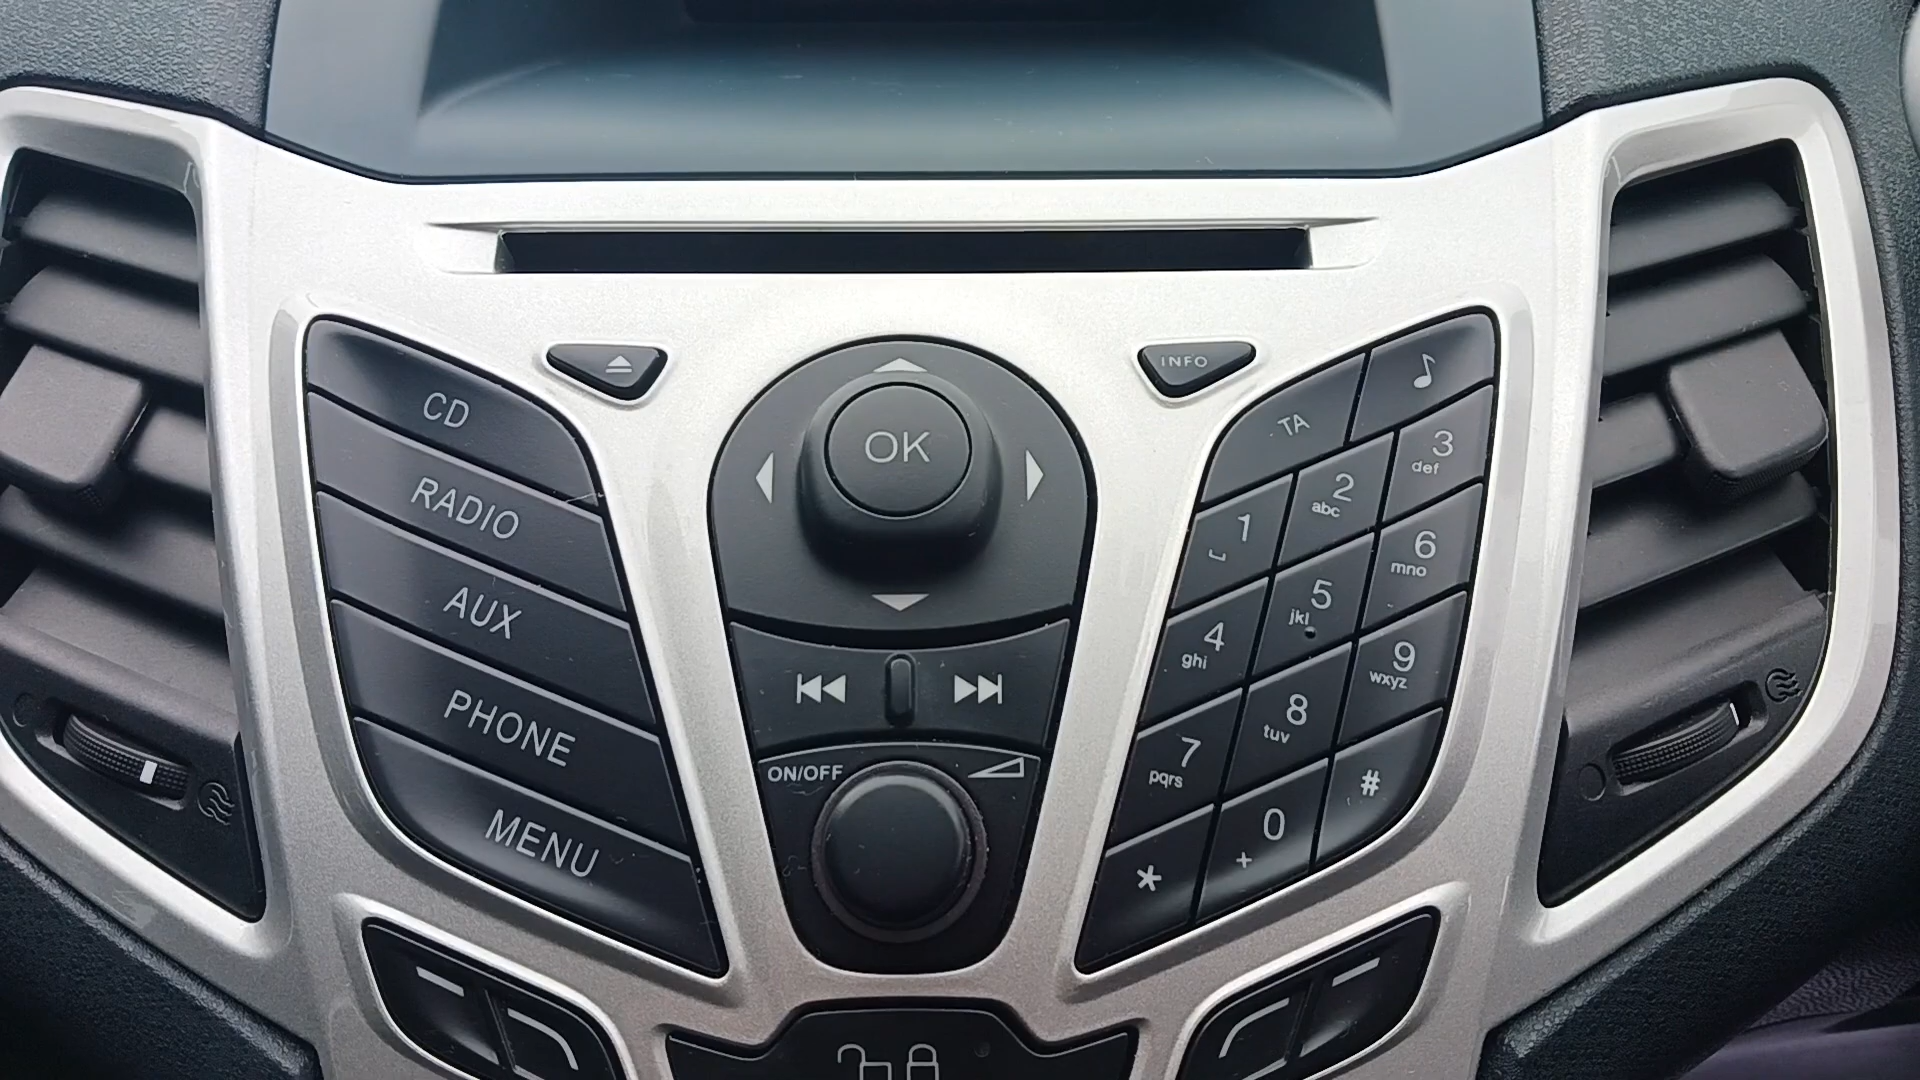 CD
RADIO
AUX
PHONE
MENU
OK
ON/OFF
INFO
TA
1
2
abc
3
def
4
ghi
5
jkl
6
mno
7
pqrs
8
tuv
9
wxyz
*
0
+
#